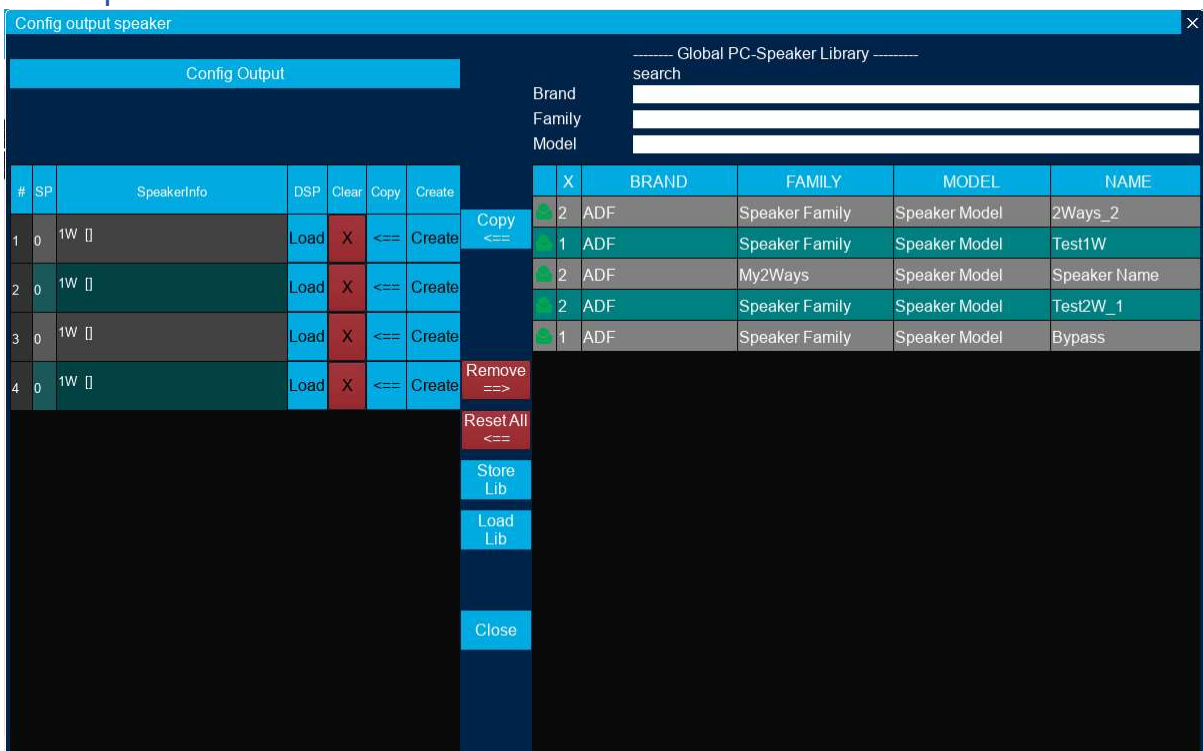 Config output speaker
X
Config Output
-------- Global PC-Speaker Library ---------
search
Brand
Family
Model
# SP SpeakerInfo DSP Clear Copy Create
1 0 1W [] Load X <== Create
2 0 1W [] Load X <== Create
3 0 1W [] Load X <== Create
4 0 1W [] Load X <== Create
Copy
<==
Remove
==>
Reset All
<==
Store
Lib
Load
Lib
Close
X BRAND FAMILY MODEL NAME
2 ADF Speaker Family Speaker Model 2Ways_2
1 ADF Speaker Family Speaker Model Test1W
2 ADF My2Ways Speaker Model Speaker Name
2 ADF Speaker Family Speaker Model Test2W_1
1 ADF Speaker Family Speaker Model Bypass